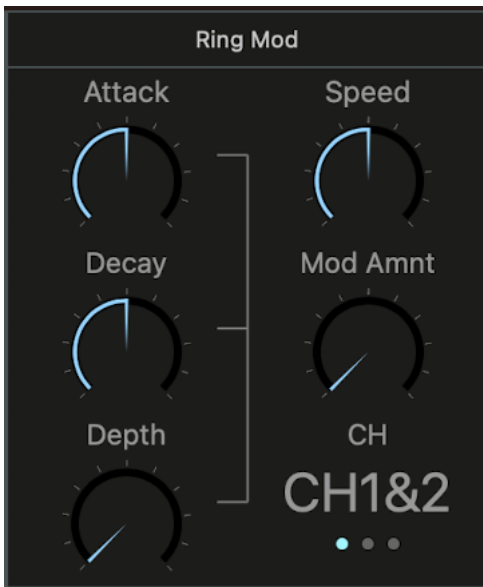 Ring Mod
Attack
Speed
Decay
Mod Amnt
Depth
CH
CH1&2